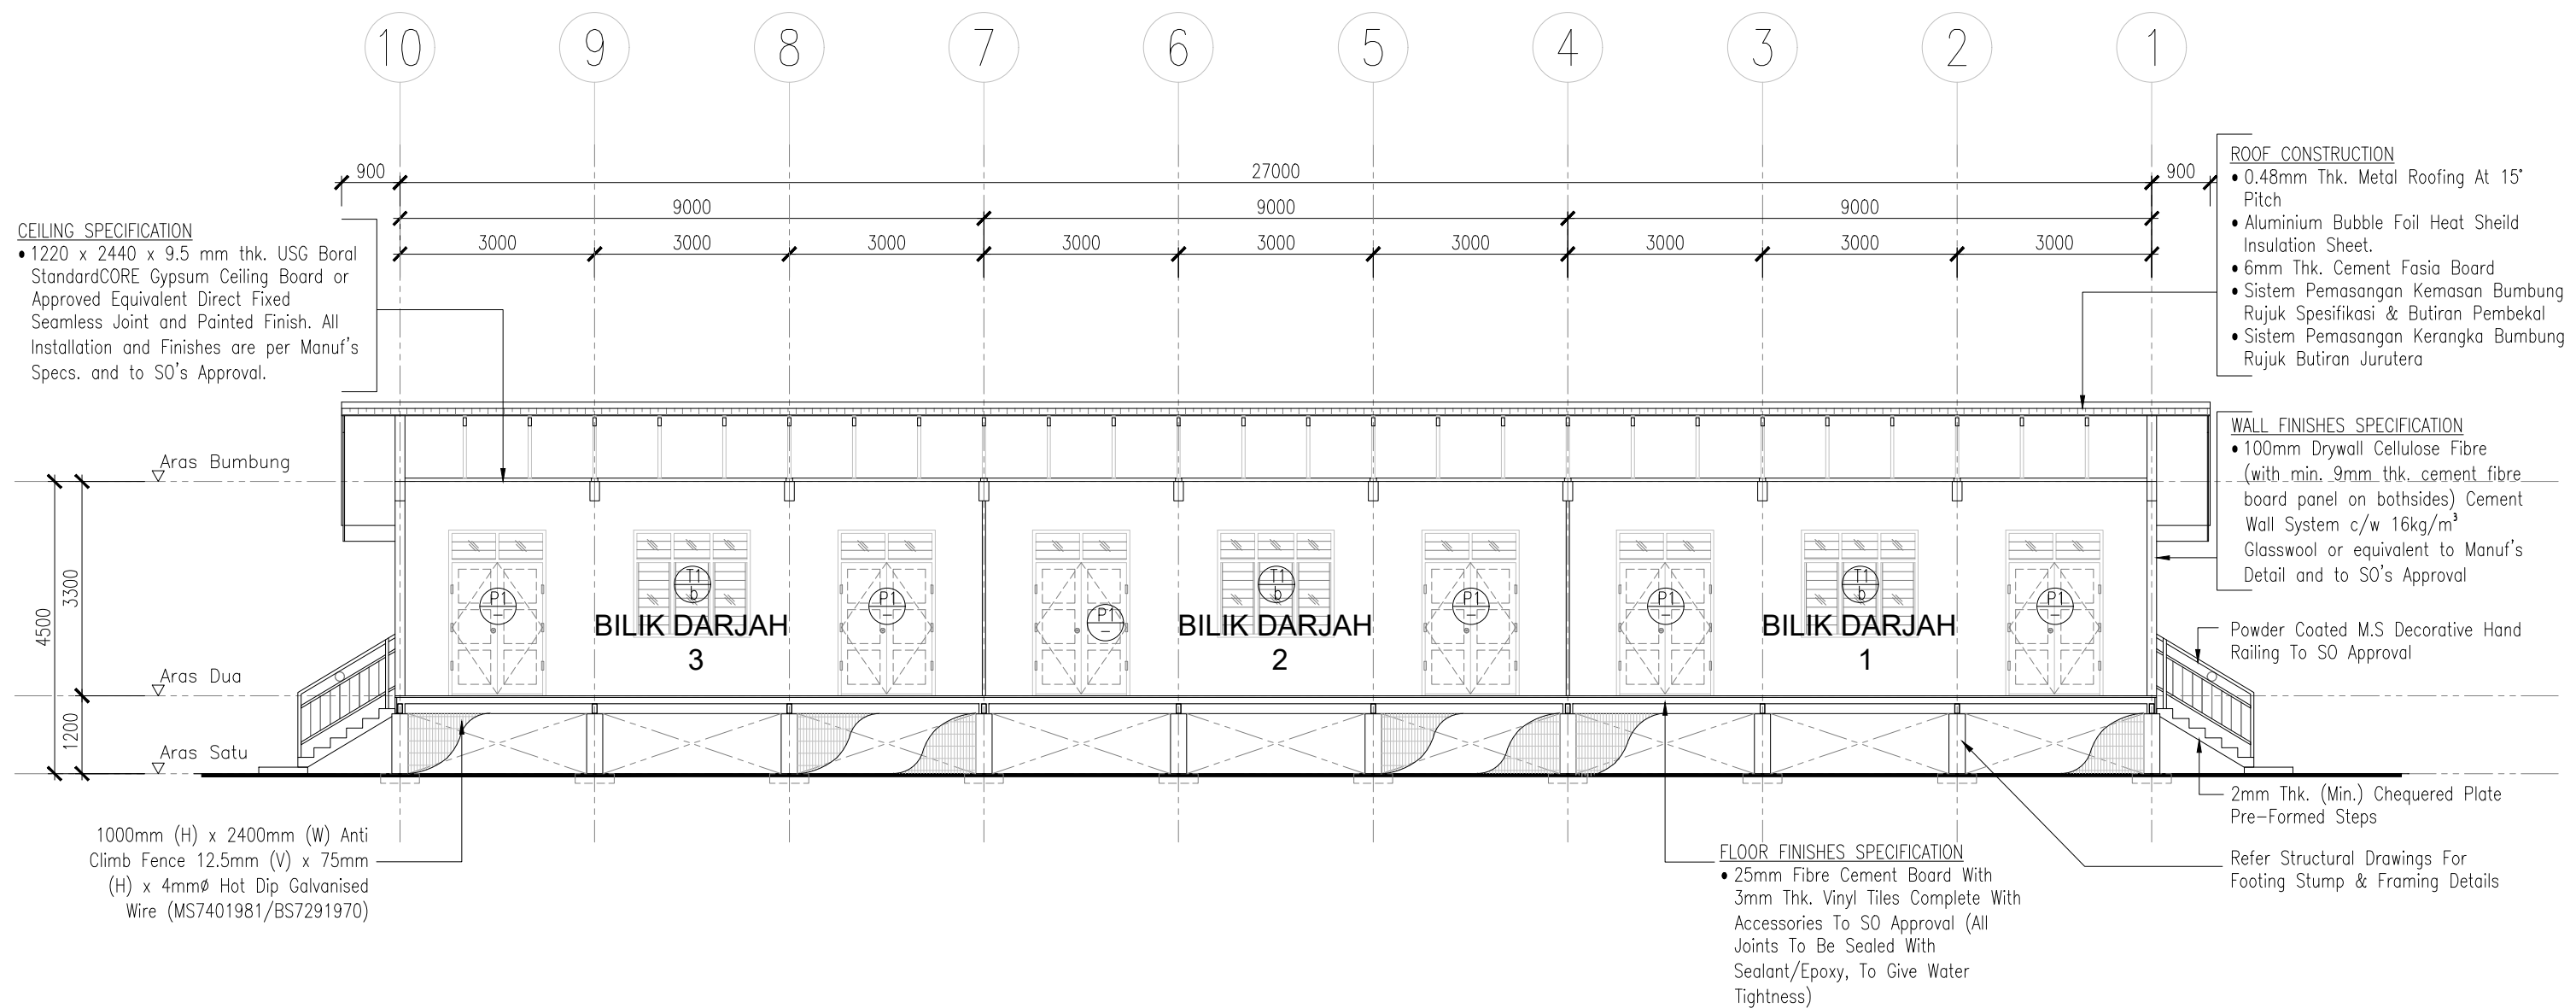 10 9 8 7 6 5 4 3 2 1
900 27000 900
9000 9000 9000
3000 3000 3000 3000 3000 3000 3000 3000 3000
CEILING SPECIFICATION
• 1220 x 2440 x 9.5 mm thk. USG Boral
StandardCORE Gypsum Ceiling Board or
Approved Equivalent Direct Fixed
Seamless Joint and Painted Finish. All
Installation and Finishes are per Manuf's
Specs. and to SO's Approval.
ROOF CONSTRUCTION
• 0.48mm Thk. Metal Roofing At 15°
Pitch
• Aluminium Bubble Foil Heat Sheild
Insulation Sheet.
• 6mm Thk. Cement Fasia Board
• Sistem Pemasangan Kemasan Bumbung
Rujuk Spesifikasi & Butiran Pembekal
• Sistem Pemasangan Kerangka Bumbung
Rujuk Butiran Jurutera
WALL FINISHES SPECIFICATION
• 100mm Drywall Cellulose Fibre
(with min. 9mm thk. cement fibre
board panel on bothsides) Cement
Wall System c/w 16kg/m³
Glasswool or equivalent to Manuf's
Detail and to SO's Approval
Powder Coated M.S Decorative Hand
Railing To SO Approval
Aras Bumbung
Aras Dua
Aras Satu
4500
3300
1200
P1
–
T1
b
P1
–
P1
–
T1
b
P1
–
P1
–
T1
b
P1
–
BILIK DARJAH
3
BILIK DARJAH
2
BILIK DARJAH
1
2mm Thk. (Min.) Chequered Plate
Pre-Formed Steps
Refer Structural Drawings For
Footing Stump & Framing Details
1000mm (H) x 2400mm (W) Anti
Climb Fence 12.5mm (V) x 75mm
(H) x 4mmø Hot Dip Galvanised
Wire (MS7401981/BS7291970)
FLOOR FINISHES SPECIFICATION
• 25mm Fibre Cement Board With
3mm Thk. Vinyl Tiles Complete With
Accessories To SO Approval (All
Joints To Be Sealed With
Sealant/Epoxy, To Give Water
Tightness)